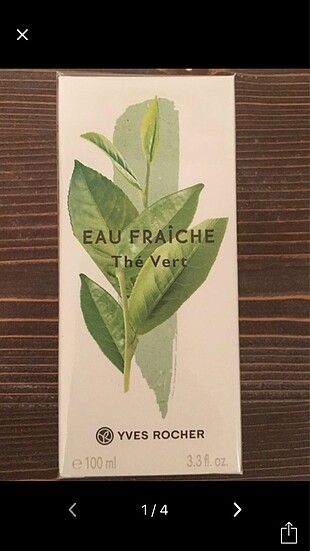 EAU FRAÎCHE
Thé Vert
YVES ROCHER
℮ 100 ml 3.3 fl. oz.
1 / 4